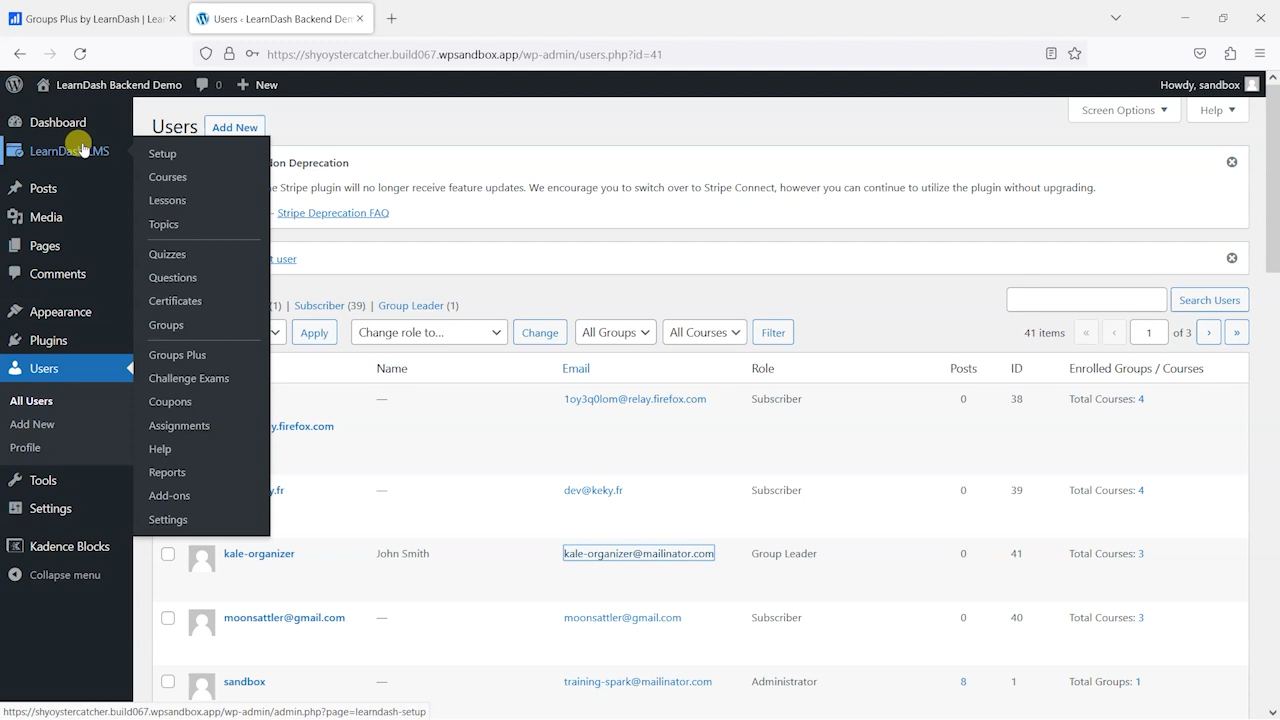 Groups Plus by LearnDash | Lear
Users ‹ LearnDash Backend Dem
https://shyoystercatcher.build067.wpsandbox.app/wp-admin/users.php?id=41
LearnDash Backend Demo
0
New
Howdy, sandbox
Dashboard
LearnDash LMS
Posts
Media
Pages
Comments
Appearance
Plugins
Users
All Users
Add New
Profile
Tools
Settings
Kadence Blocks
Collapse menu
Setup
Courses
Lessons
Topics
Quizzes
Questions
Certificates
Groups
Groups Plus
Challenge Exams
Coupons
Assignments
Help
Reports
Add-ons
Settings
Users
Add New
Screen Options
Help
on Deprecation
e Stripe plugin will no longer receive feature updates. We encourage you to switch over to Stripe Connect, however you can continue to utilize the plugin without upgrading.
- Stripe Deprecation FAQ
t user
(1) | Subscriber (39) | Group Leader (1)
Search Users
Apply
Change role to...
Change
All Groups
All Courses
Filter
41 items
«
‹
1
of 3
›
»
Name
Email
Role
Posts
ID
Enrolled Groups / Courses
—
1oy3q0lom@relay.firefox.com
Subscriber
0
38
Total Courses: 4
y.firefox.com
y.fr
—
dev@keky.fr
Subscriber
0
39
Total Courses: 4
kale-organizer
John Smith
kale-organizer@mailinator.com
Group Leader
0
41
Total Courses: 3
moonsattler@gmail.com
—
moonsattler@gmail.com
Subscriber
0
40
Total Courses: 3
sandbox
—
training-spark@mailinator.com
Administrator
8
1
Total Groups: 1
https://shyoystercatcher.build067.wpsandbox.app/wp-admin/admin.php?page=learndash-setup